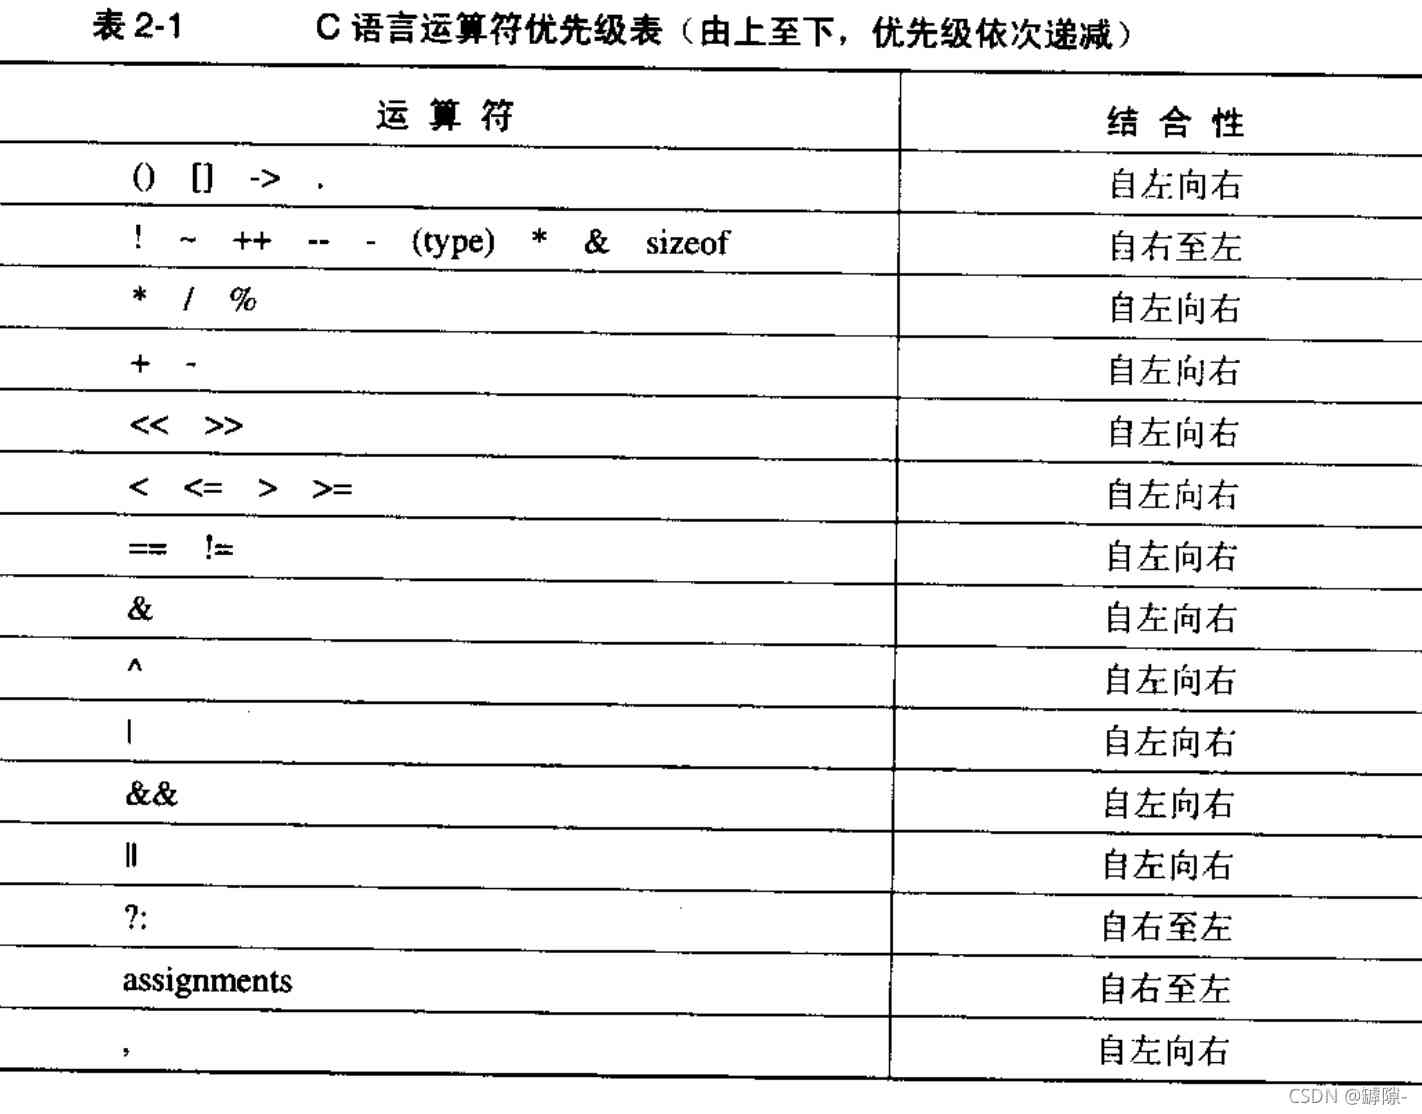 表 2-1 C 语言运算符优先级表（由上至下，优先级依次递减）
运 算 符 结 合 性
() [] -> . 自左向右
! ~ ++ -- - (type) * & sizeof 自右至左
* / % 自左向右
+ - 自左向右
<< >> 自左向右
< <= > >= 自左向右
== != 自左向右
& 自左向右
^ 自左向右
| 自左向右
&& 自左向右
|| 自左向右
?: 自右至左
assignments 自右至左
, 自左向右
CSDN @罅隙-